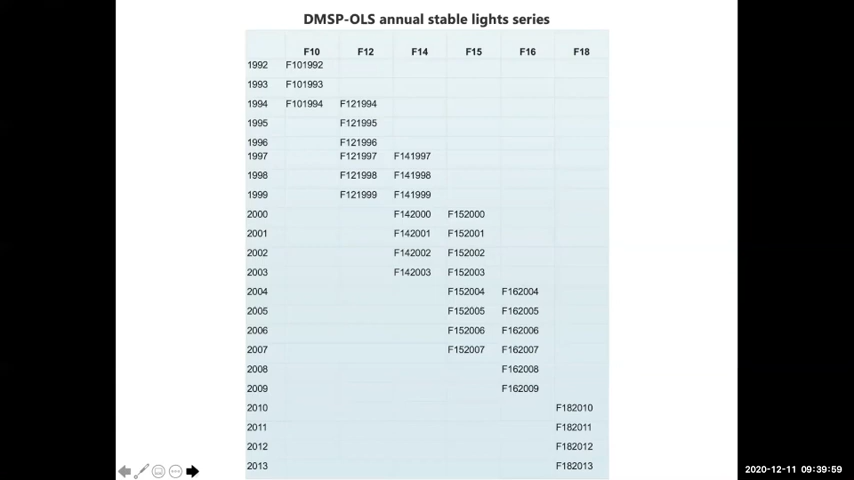 DMSP-OLS annual stable lights series
F10 F12 F14 F15 F16 F18
1992 F101992
1993 F101993
1994 F101994 F121994
1995 F121995
1996 F121996
1997 F121997 F141997
1998 F121998 F141998
1999 F121999 F141999
2000 F142000 F152000
2001 F142001 F152001
2002 F142002 F152002
2003 F142003 F152003
2004 F152004 F162004
2005 F152005 F162005
2006 F152006 F162006
2007 F152007 F162007
2008 F162008
2009 F162009
2010 F182010
2011 F182011
2012 F182012
2013 F182013
2020-12-11 09:39:59